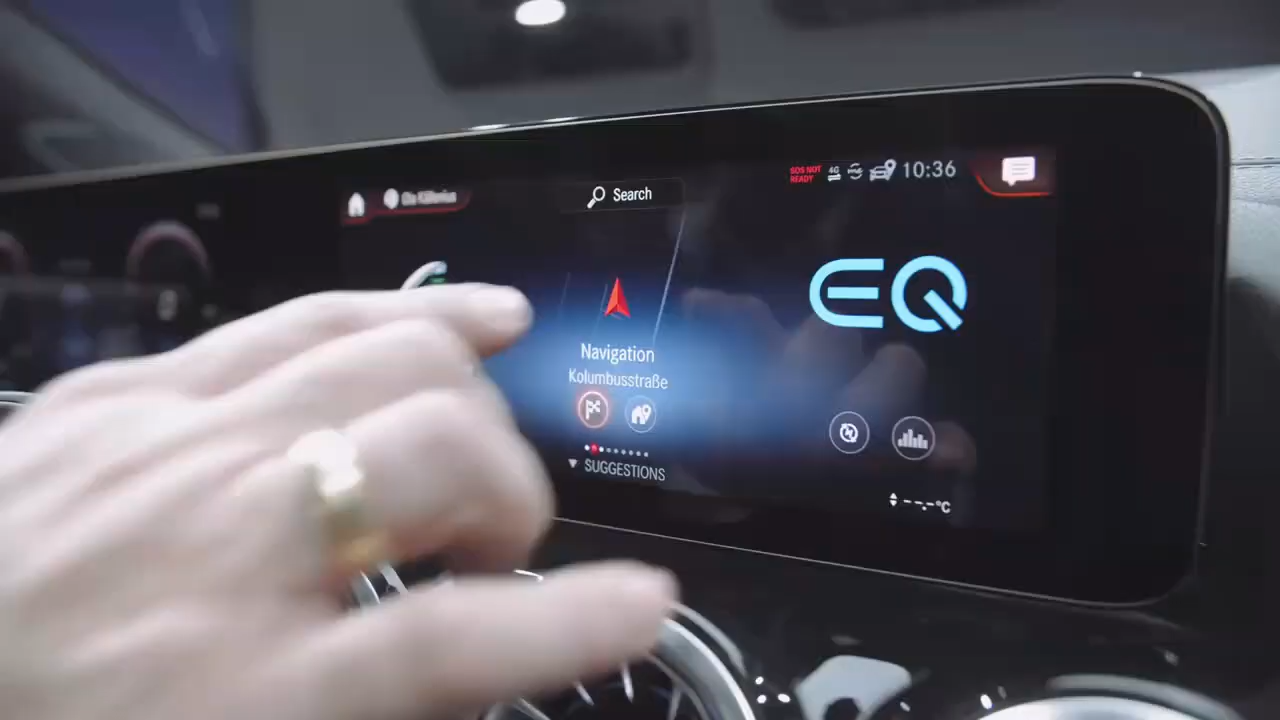 SOS NOT
READY
4G
10:36
Search
EQ
Navigation
Kolumbusstraße
SUGGESTIONS
--.-°C